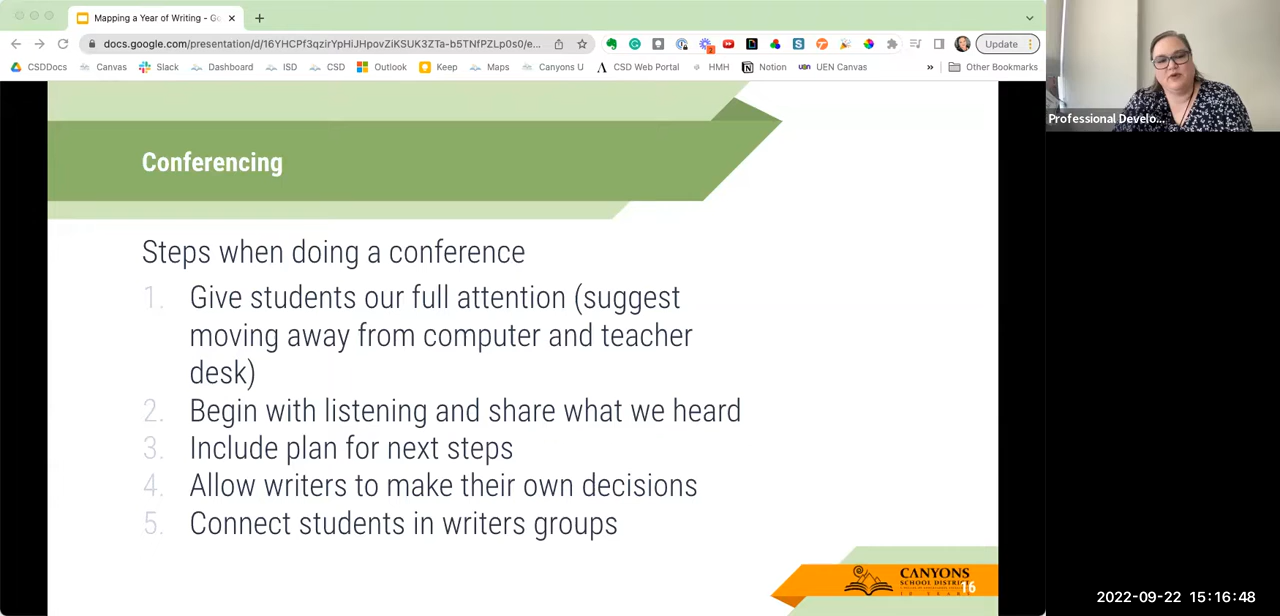 Mapping a Year of Writing - Go
docs.google.com/presentation/d/16YHCPf3qzirYpHiJHpovZiKSUK3ZTa-b5TNfPZLp0s0/e...
Update
CSDDocs
Canvas
Slack
Dashboard
ISD
CSD
Outlook
Keep
Maps
Canyons U
CSD Web Portal
HMH
Notion
UEN Canvas
»
Other Bookmarks
Professional Develo...
Conferencing
Steps when doing a conference
1. Give students our full attention (suggest
moving away from computer and teacher
desk)
2. Begin with listening and share what we heard
3. Include plan for next steps
4. Allow writers to make their own decisions
5. Connect students in writers groups
CANYONS
SCHOOL DISTRICT
16
2022-09-22 15:16:48